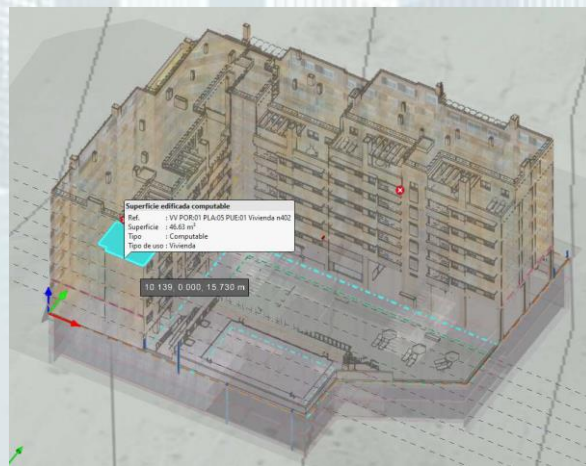 Superficie edificada computable
Ref. : VV POR:01 PLA:05 PUE:01 Vivienda n402
Superficie : 46.63 m²
Tipo : Computable
Tipo de uso : Vivienda
10 139, 0 000, 15.730 m